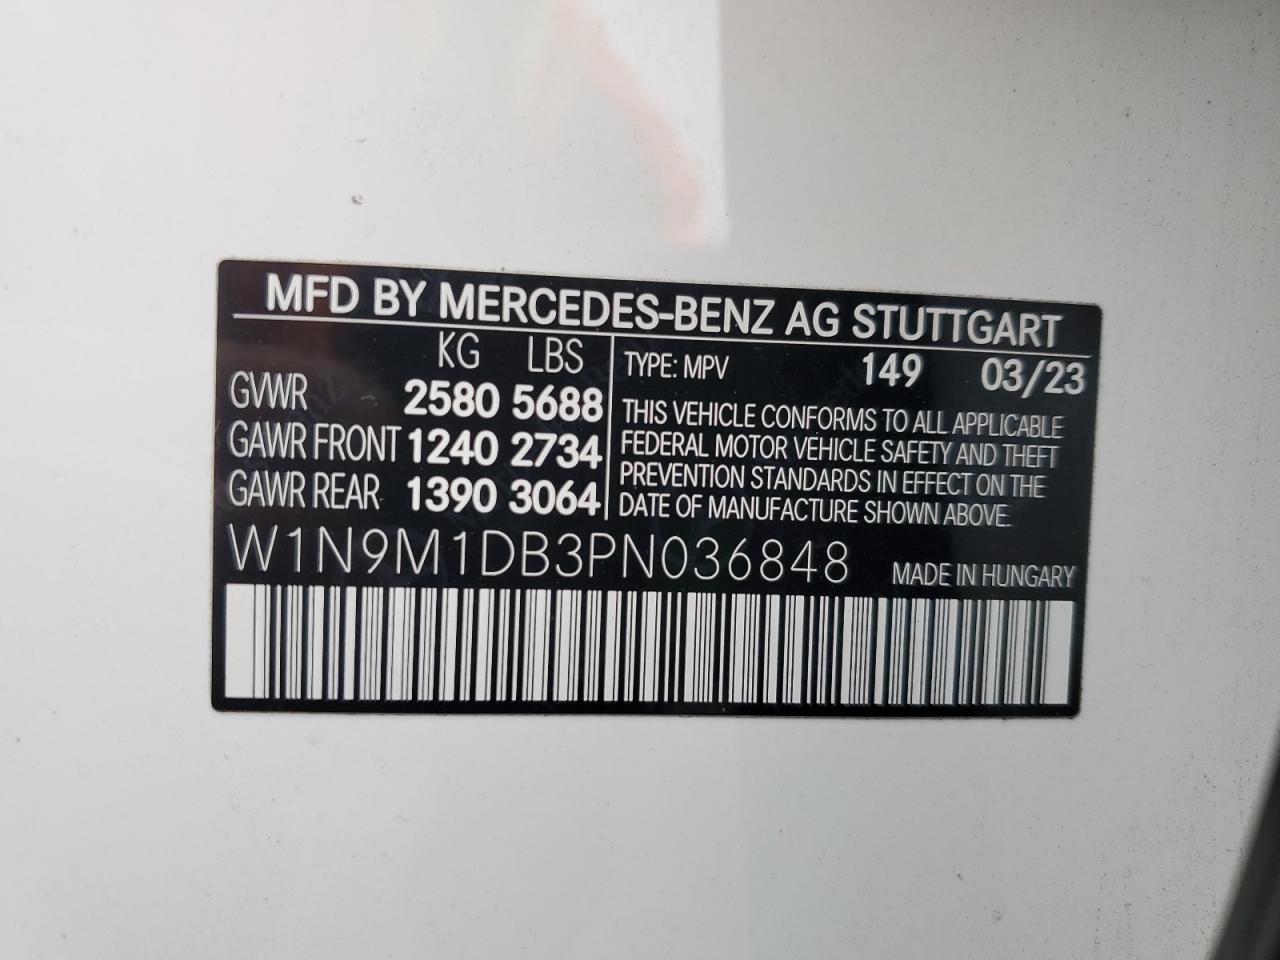 MFD BY MERCEDES-BENZ AG STUTTGART
KG LBS
GVWR 2580 5688
GAWR FRONT 1240 2734
GAWR REAR 1390 3064
TYPE: MPV 149 03/23
THIS VEHICLE CONFORMS TO ALL APPLICABLE
FEDERAL MOTOR VEHICLE SAFETY AND THEFT
PREVENTION STANDARDS IN EFFECT ON THE
DATE OF MANUFACTURE SHOWN ABOVE.
W1N9M1DB3PN036848 MADE IN HUNGARY